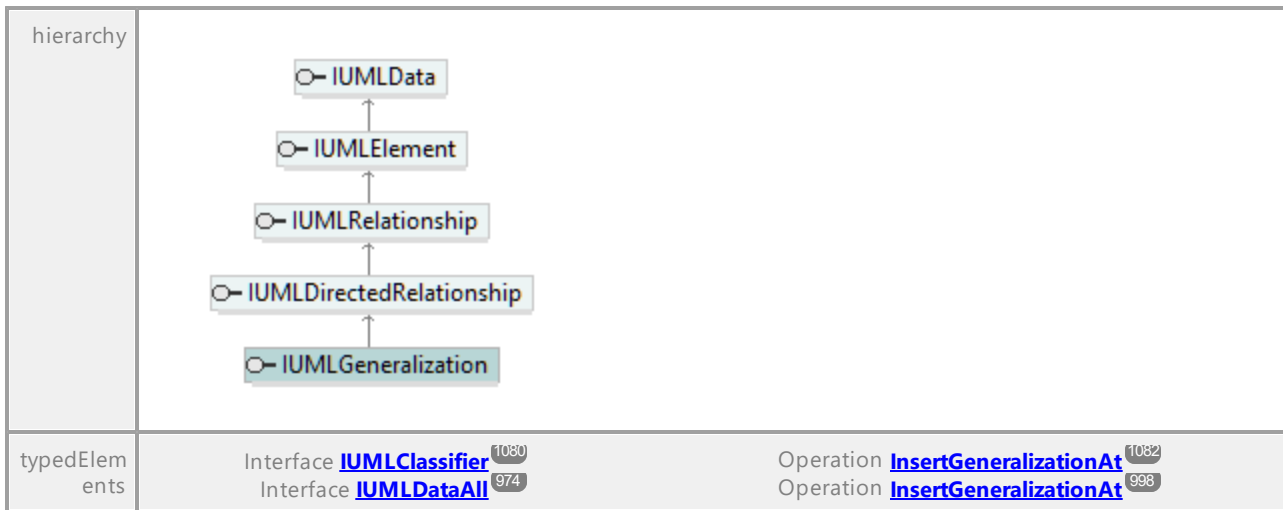 hierarchy
IUMLData
IUMLElement
IUMLRelationship
IUMLDirectedRelationship
IUMLGeneralization
typedElem
ents
Interface IUMLClassifier 1080 Operation InsertGeneralizationAt 1082
Interface IUMLDataAll 974 Operation InsertGeneralizationAt 998